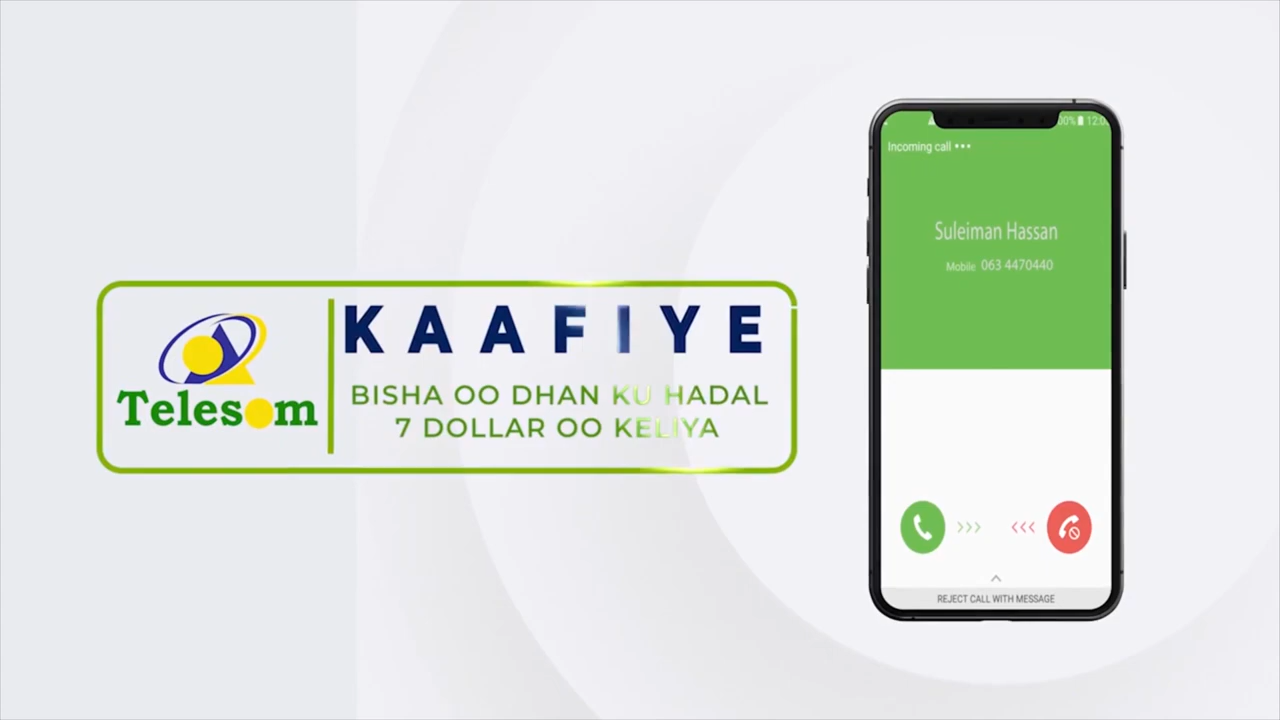 Telesom
KAAFIYE
BISHA OO DHAN KU HADAL
7 DOLLAR OO KELIYA
Incoming call •••
Suleiman Hassan
Mobile 063 4470440
>>> <<<
REJECT CALL WITH MESSAGE